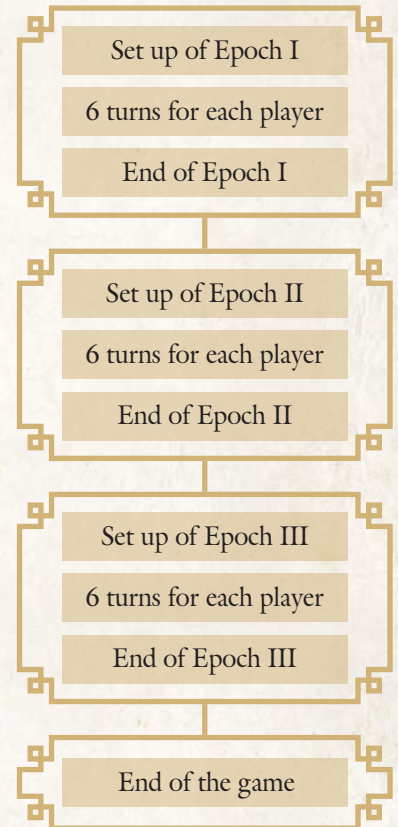 Set up of Epoch I
6 turns for each player
End of Epoch I
Set up of Epoch II
6 turns for each player
End of Epoch II
Set up of Epoch III
6 turns for each player
End of Epoch III
End of the game